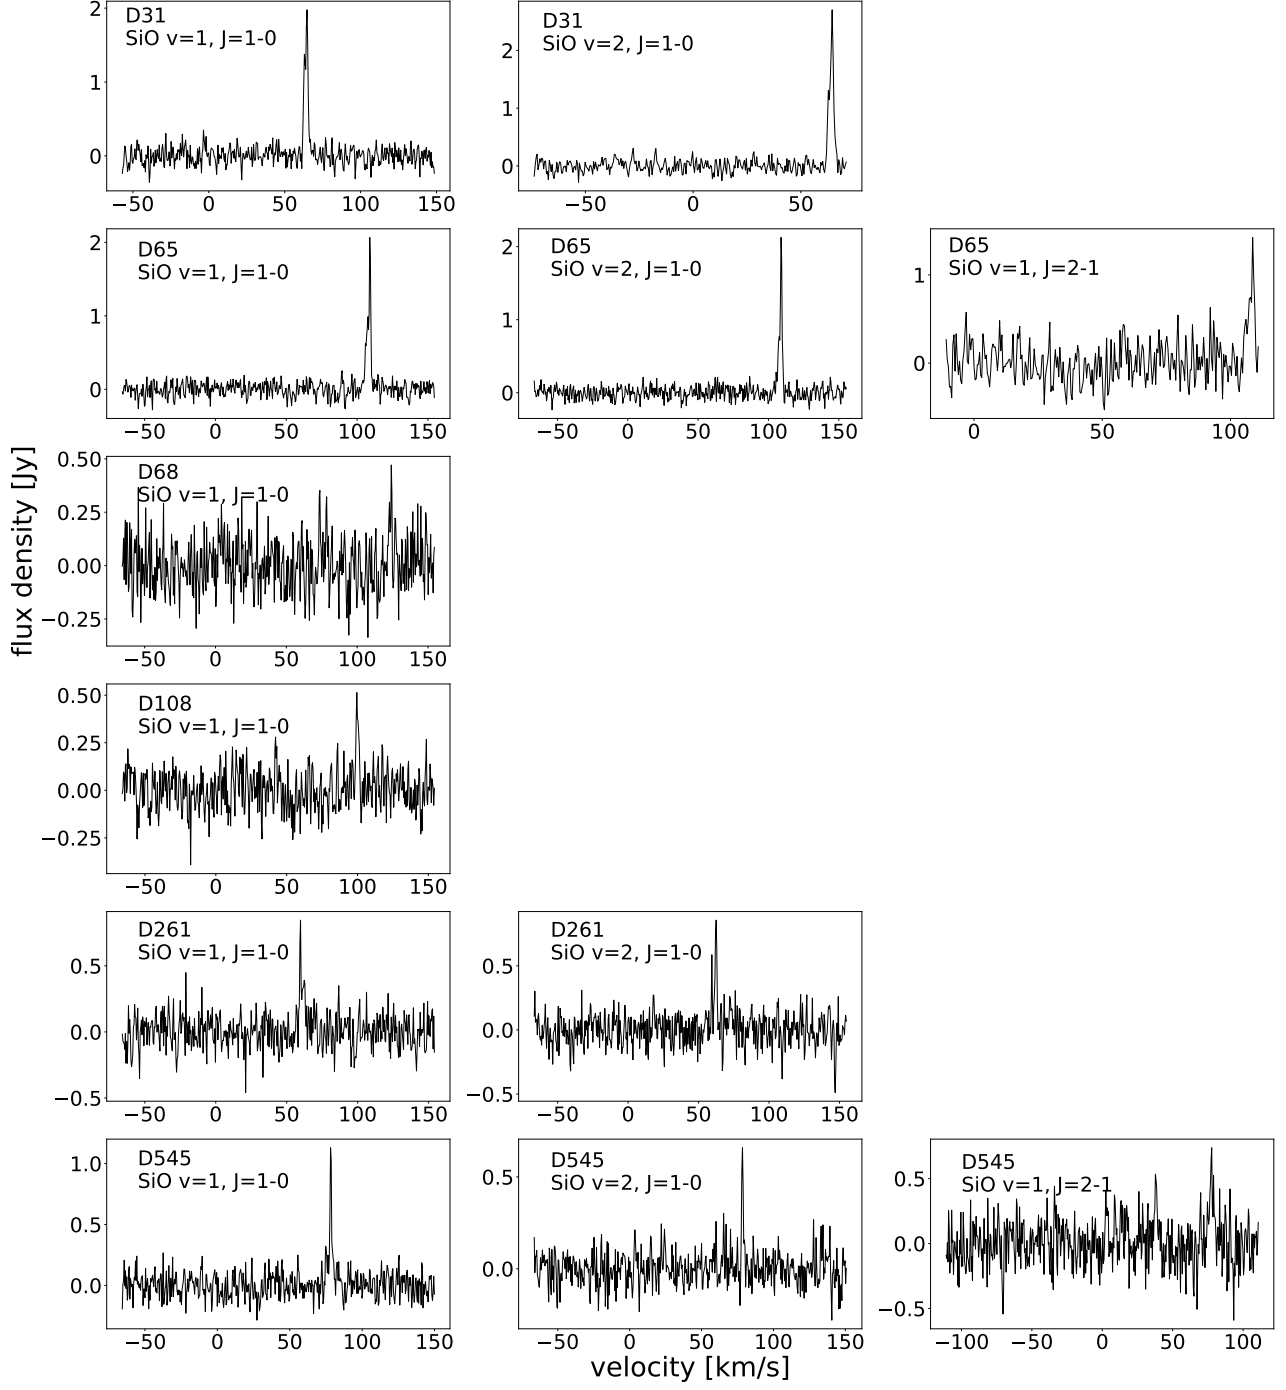 D31
SiO v=1, J=1-0
2
1
0
−50 0 50 100 150
D31
SiO v=2, J=1-0
2
1
0
−50 0 50
D65
SiO v=1, J=1-0
2
1
0
−50 0 50 100 150
D65
SiO v=2, J=1-0
2
1
0
−50 0 50 100 150
D65
SiO v=1, J=2-1
1
0
0 50 100
flux density [Jy]
D68
SiO v=1, J=1-0
0.50
0.25
0.00
−0.25
−50 0 50 100 150
D108
SiO v=1, J=1-0
0.50
0.25
0.00
−0.25
−50 0 50 100 150
D261
SiO v=1, J=1-0
0.5
0.0
−0.5
−50 0 50 100 150
D261
SiO v=2, J=1-0
0.5
0.0
−0.5
−50 0 50 100 150
D545
SiO v=1, J=1-0
1.0
0.5
0.0
−50 0 50 100 150
D545
SiO v=2, J=1-0
0.5
0.0
−50 0 50 100 150
D545
SiO v=1, J=2-1
0.5
0.0
−0.5
−100 −50 0 50 100
velocity [km/s]